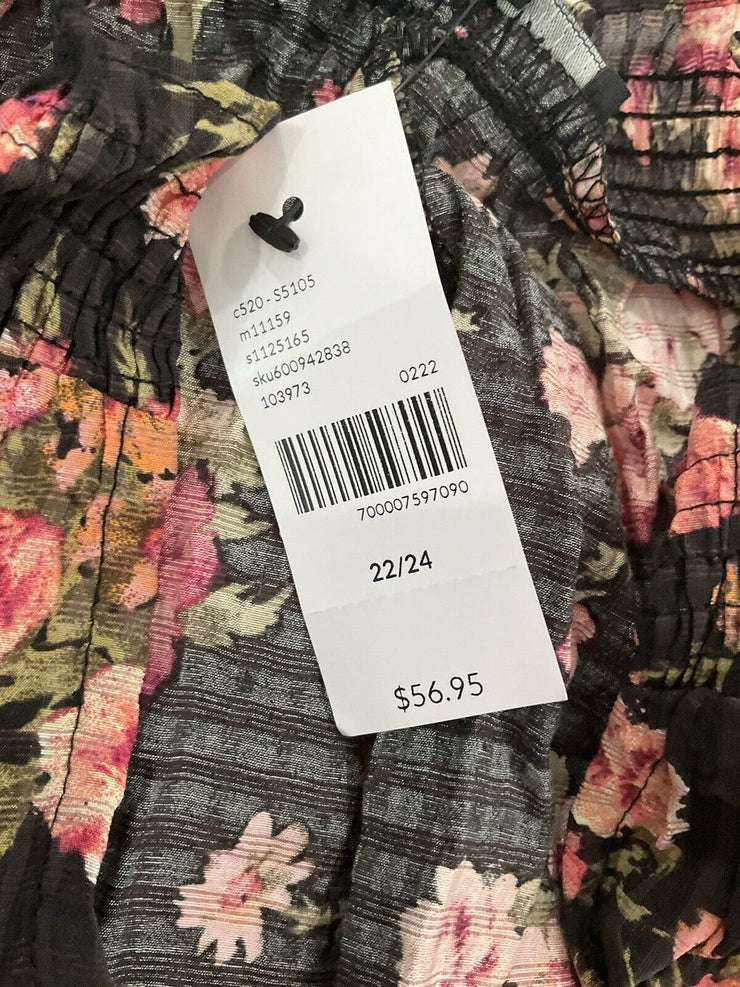 c520 - S5105
m11159
s1125165
sku600942838
103973
0222
700007597090
22/24
$56.95